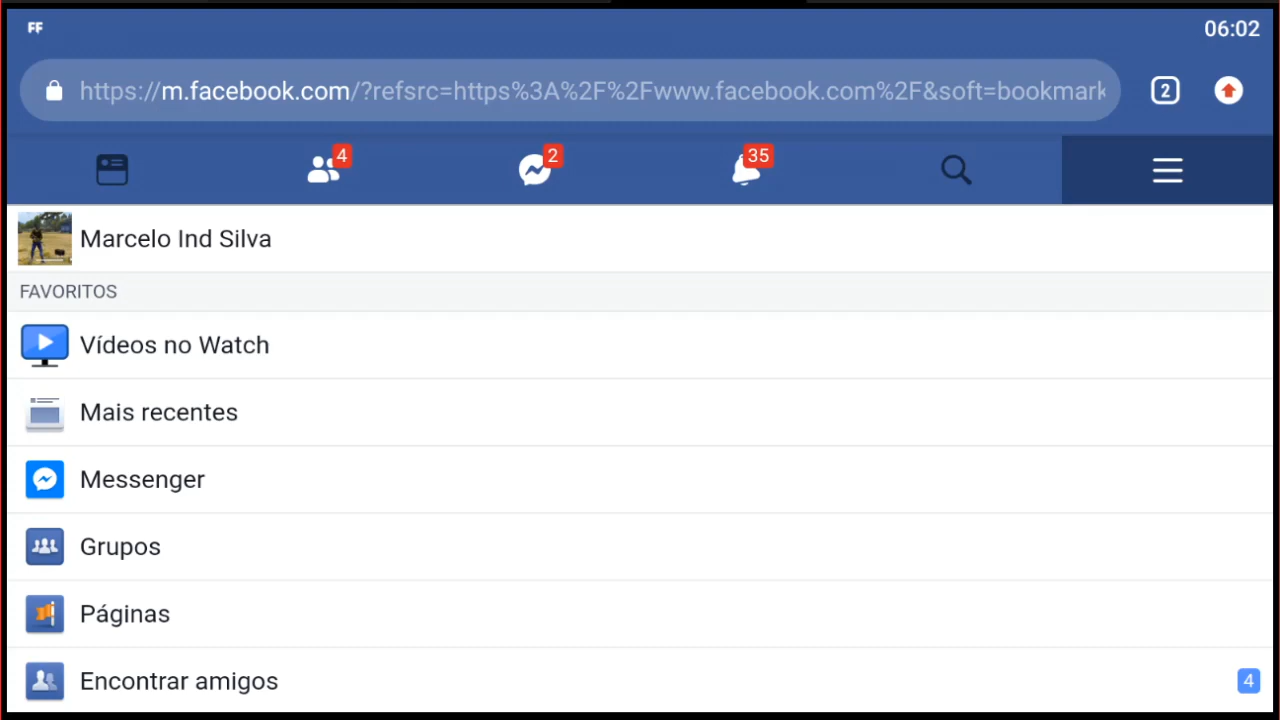 FF
06:02
https://m.facebook.com/?refsrc=https%3A%2F%2Fwww.facebook.com%2F&soft=bookmark
2
4
2
35
Marcelo Ind Silva
FAVORITOS
Vídeos no Watch
Mais recentes
Messenger
Grupos
Páginas
Encontrar amigos
4